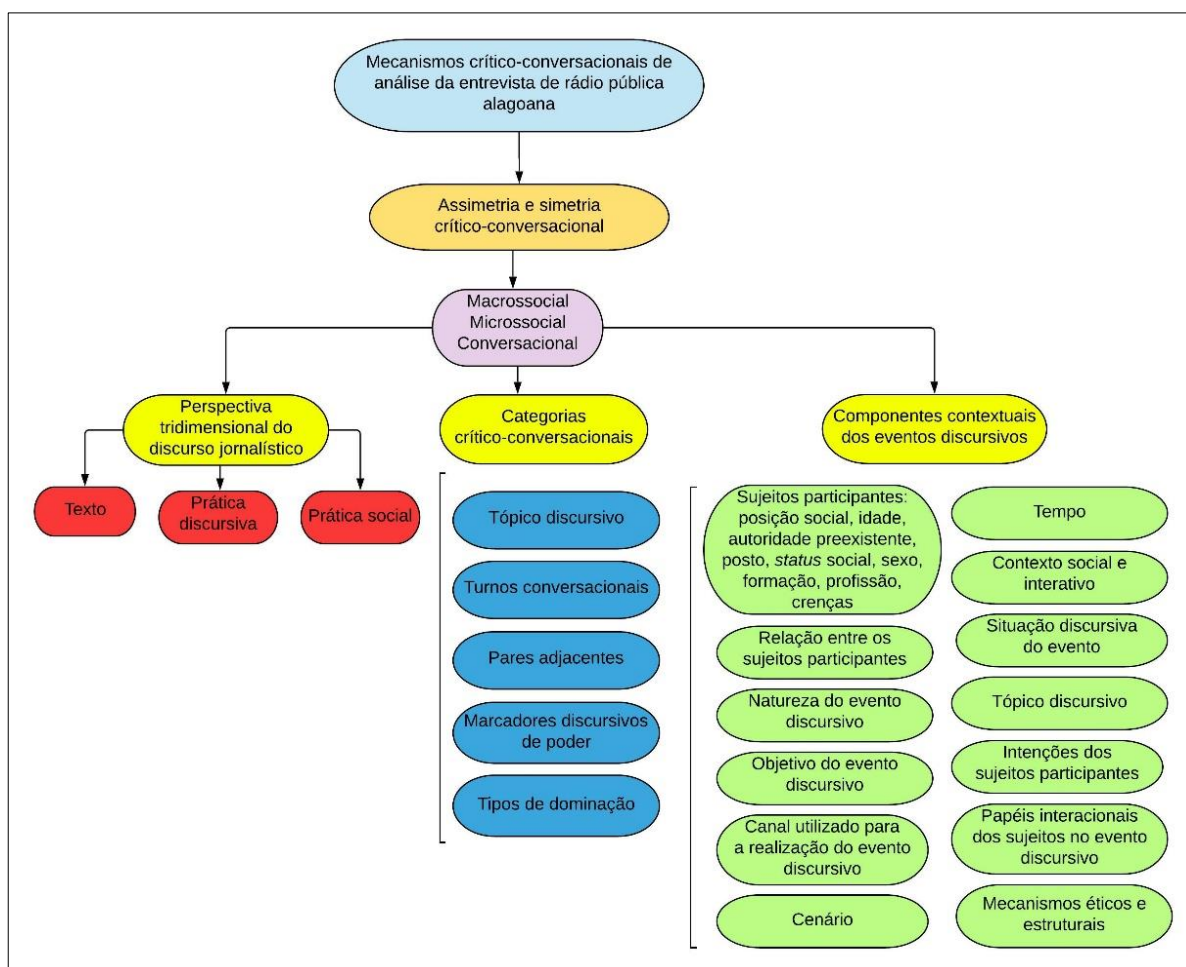 Mecanismos crítico-conversacionais de
análise da entrevista de rádio pública
alagoana
Assimetria e simetria
crítico-conversacional
Macrossocial
Microssocial
Conversacional
Perspectiva
tridimensional do
discurso jornalístico
Texto
Prática
discursiva
Prática social
Categorias
crítico-conversacionais
Tópico discursivo
Turnos conversacionais
Pares adjacentes
Marcadores discursivos
de poder
Tipos de dominação
Componentes contextuais
dos eventos discursivos
Sujeitos participantes:
posição social, idade,
autoridade preexistente,
posto, status social, sexo,
formação, profissão,
crenças
Relação entre os
sujeitos participantes
Natureza do evento
discursivo
Objetivo do evento
discursivo
Canal utilizado para
a realização do evento
discursivo
Cenário
Tempo
Contexto social e
interativo
Situação discursiva
do evento
Tópico discursivo
Intenções dos
sujeitos participantes
Papéis interacionais
dos sujeitos no evento
discursivo
Mecanismos éticos e
estruturais